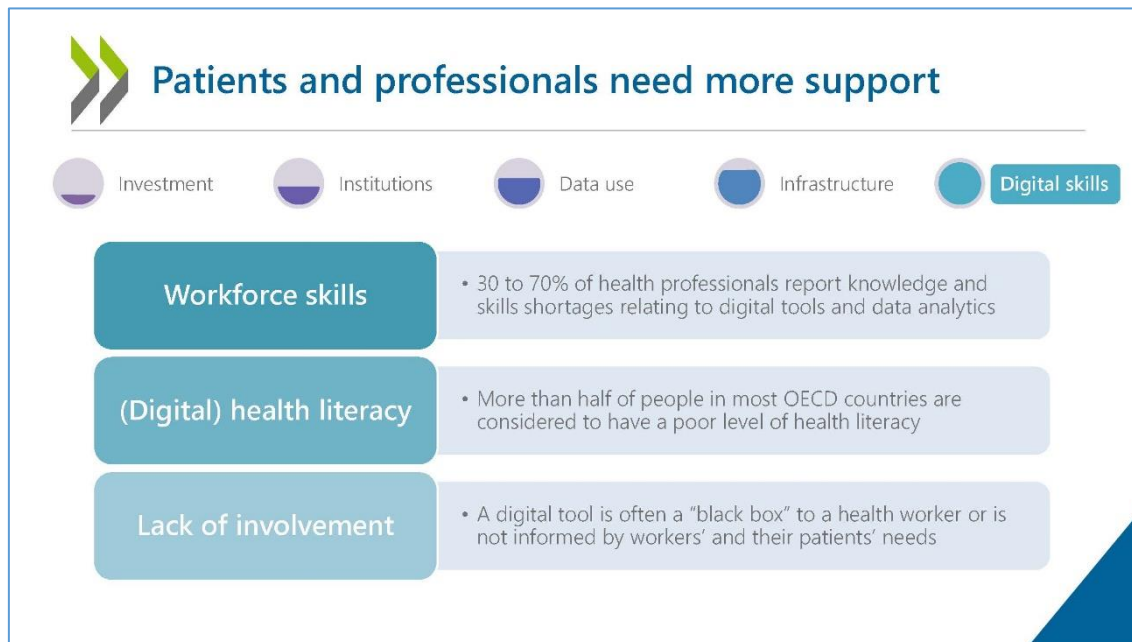 Patients and professionals need more support
Investment
Institutions
Data use
Infrastructure
Digital skills
Workforce skills
• 30 to 70% of health professionals report knowledge and
skills shortages relating to digital tools and data analytics
(Digital) health literacy
• More than half of people in most OECD countries are
considered to have a poor level of health literacy
Lack of involvement
• A digital tool is often a “black box” to a health worker or is
not informed by workers’ and their patients’ needs